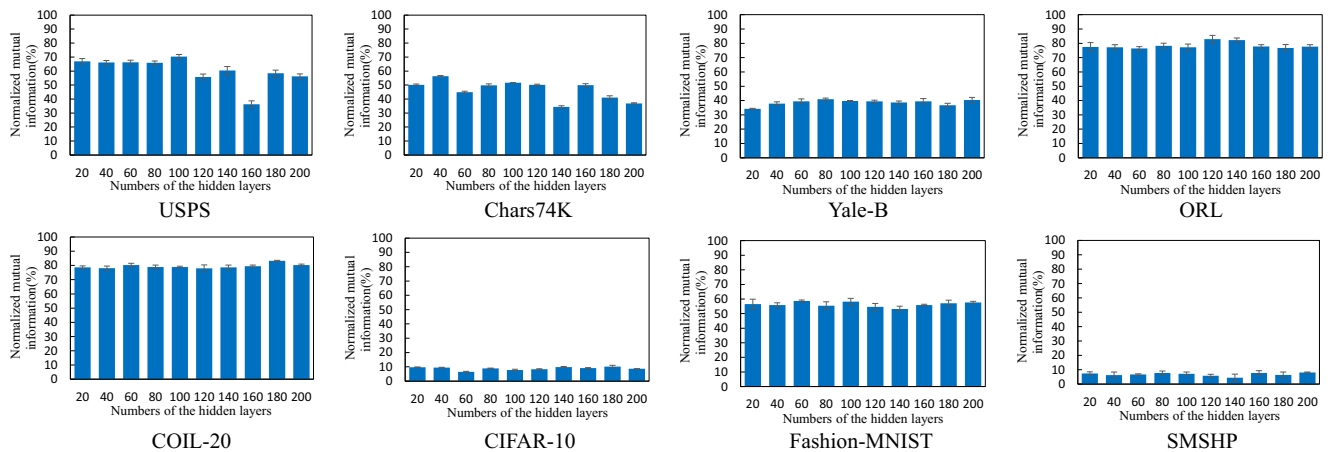 Normalized mutual
information(%)
100
90
80
70
60
50
40
30
20
10
0
20 40 60 80 100 120 140 160 180 200
Numbers of the hidden layers
USPS
Normalized mutual
information(%)
100
90
80
70
60
50
40
30
20
10
0
20 40 60 80 100 120 140 160 180 200
Numbers of the hidden layers
Chars74K
Normalized mutual
information(%)
100
90
80
70
60
50
40
30
20
10
0
20 40 60 80 100 120 140 160 180 200
Numbers of the hidden layers
Yale-B
Normalized mutual
information(%)
100
90
80
70
60
50
40
30
20
10
0
20 40 60 80 100 120 140 160 180 200
Numbers of the hidden layers
ORL
Normalized mutual
information(%)
100
90
80
70
60
50
40
30
20
10
0
20 40 60 80 100 120 140 160 180 200
Numbers of the hidden layers
COIL-20
Normalized mutual
information(%)
100
90
80
70
60
50
40
30
20
10
0
20 40 60 80 100 120 140 160 180 200
Numbers of the hidden layers
CIFAR-10
Normalized mutual
information(%)
100
90
80
70
60
50
40
30
20
10
0
20 40 60 80 100 120 140 160 180 200
Numbers of the hidden layers
Fashion-MNIST
Normalized mutual
information(%)
100
90
80
70
60
50
40
30
20
10
0
20 40 60 80 100 120 140 160 180 200
Numbers of the hidden layers
SMSHP